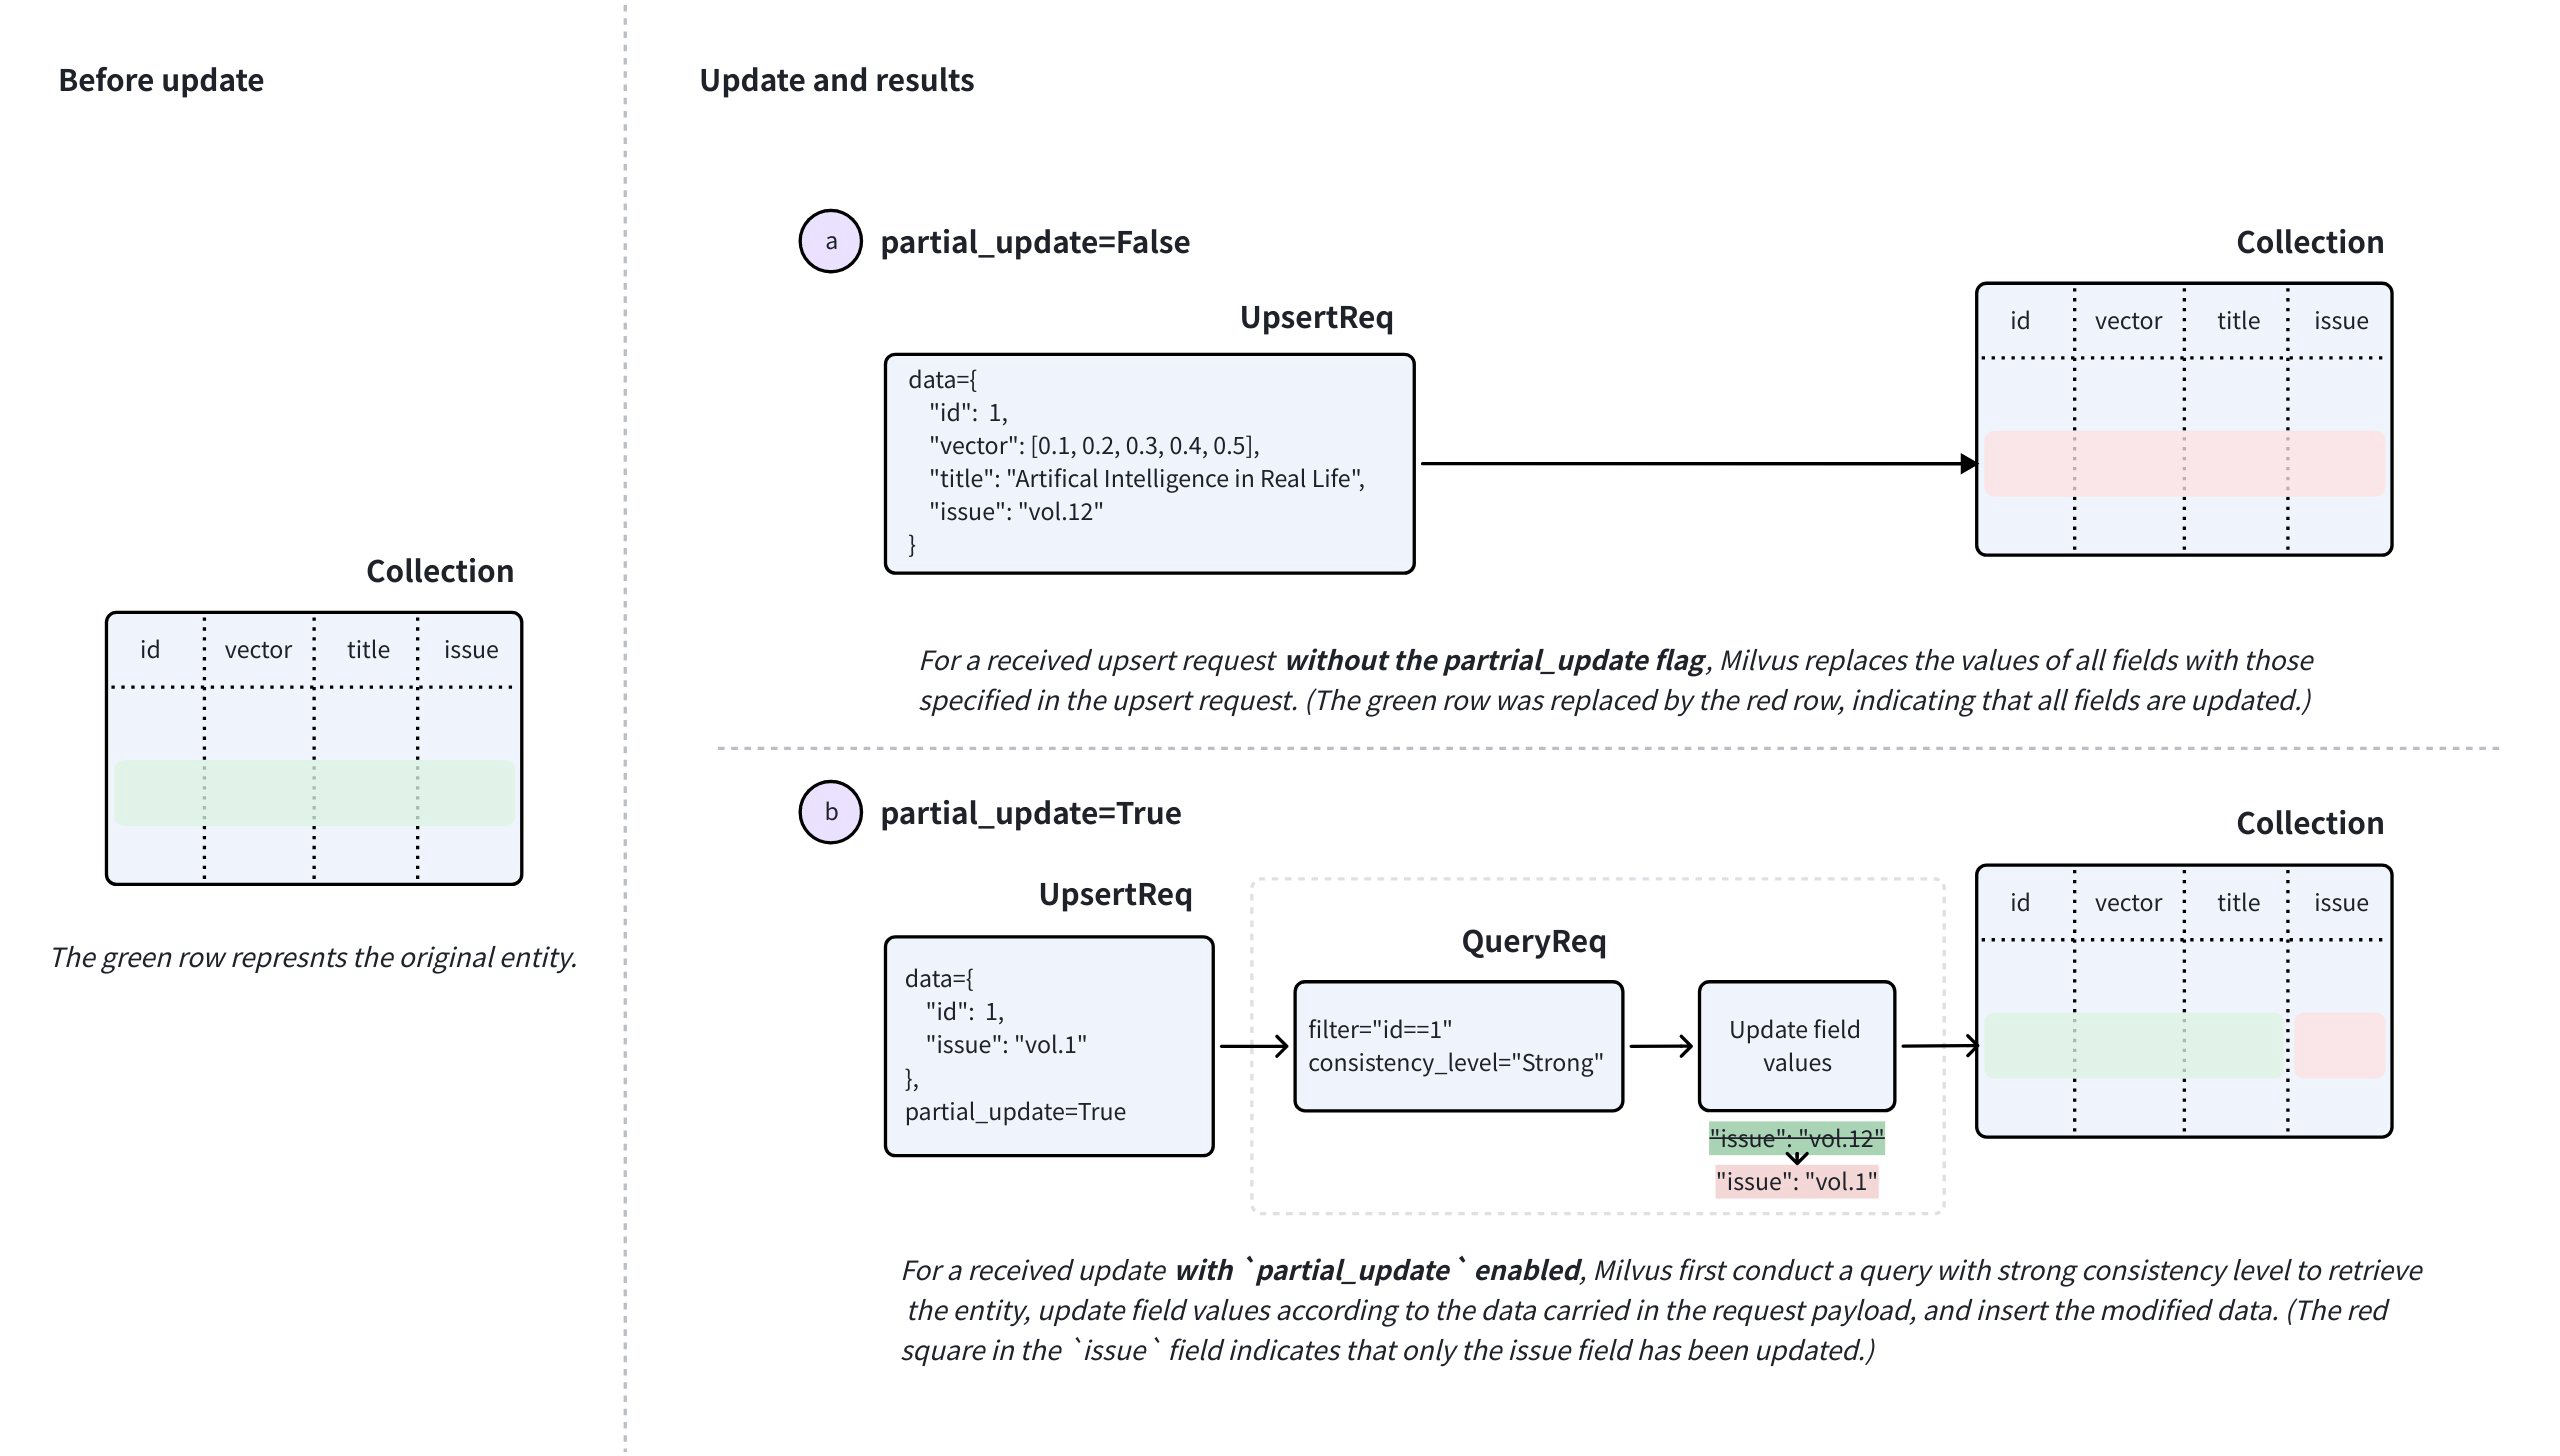 Before update
Collection
id vector title issue
The green row represnts the original entity.
Update and results
a partial_update=False
UpsertReq
data={
"id": 1,
"vector": [0.1, 0.2, 0.3, 0.4, 0.5],
"title": "Artifical Intelligence in Real Life",
"issue": "vol.12"
}
Collection
id vector title issue
For a received upsert request without the partrial_update flag, Milvus replaces the values of all fields with those
specified in the upsert request. (The green row was replaced by the red row, indicating that all fields are updated.)
b partial_update=True
UpsertReq
data={
"id": 1,
"issue": "vol.1"
},
partial_update=True
QueryReq
filter="id==1"
consistency_level="Strong"
Update field
values
"issue": "vol.12"
"issue": "vol.1"
Collection
id vector title issue
For a received update with `partial_update` enabled, Milvus first conduct a query with strong consistency level to retrieve
the entity, update field values according to the data carried in the request payload, and insert the modified data. (The red
square in the `issue` field indicates that only the issue field has been updated.)